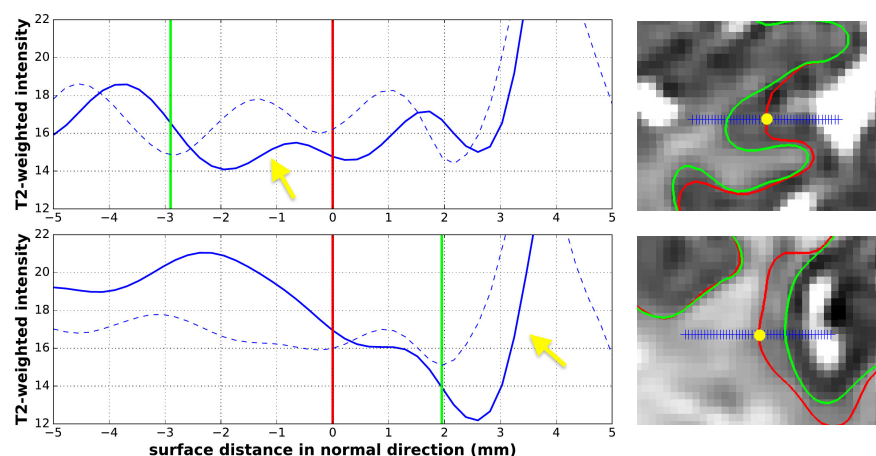 22
20
18
16
14
12
T2-weighted intensity
−5 −4 −3 −2 −1 0 1 2 3 4 5
22
20
18
16
14
12
T2-weighted intensity
−5 −4 −3 −2 −1 0 1 2 3 4 5
surface distance in normal direction (mm)